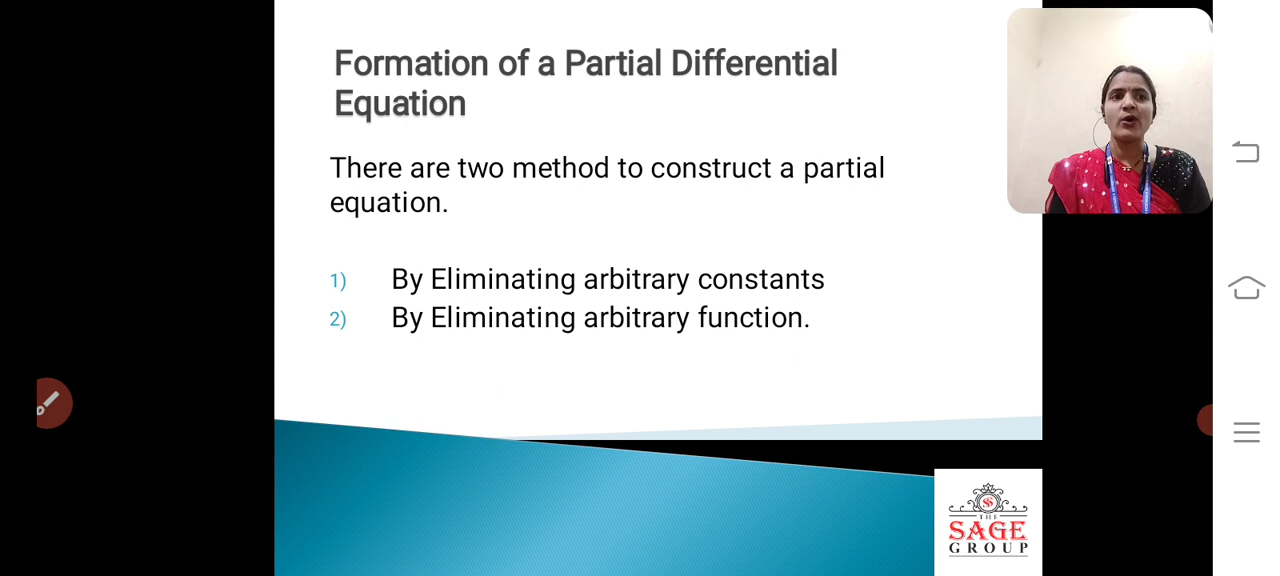 Formation of a Partial Differential
Equation
There are two method to construct a partial
equation.
1) By Eliminating arbitrary constants
2) By Eliminating arbitrary function.
THE
SAGE
GROUP